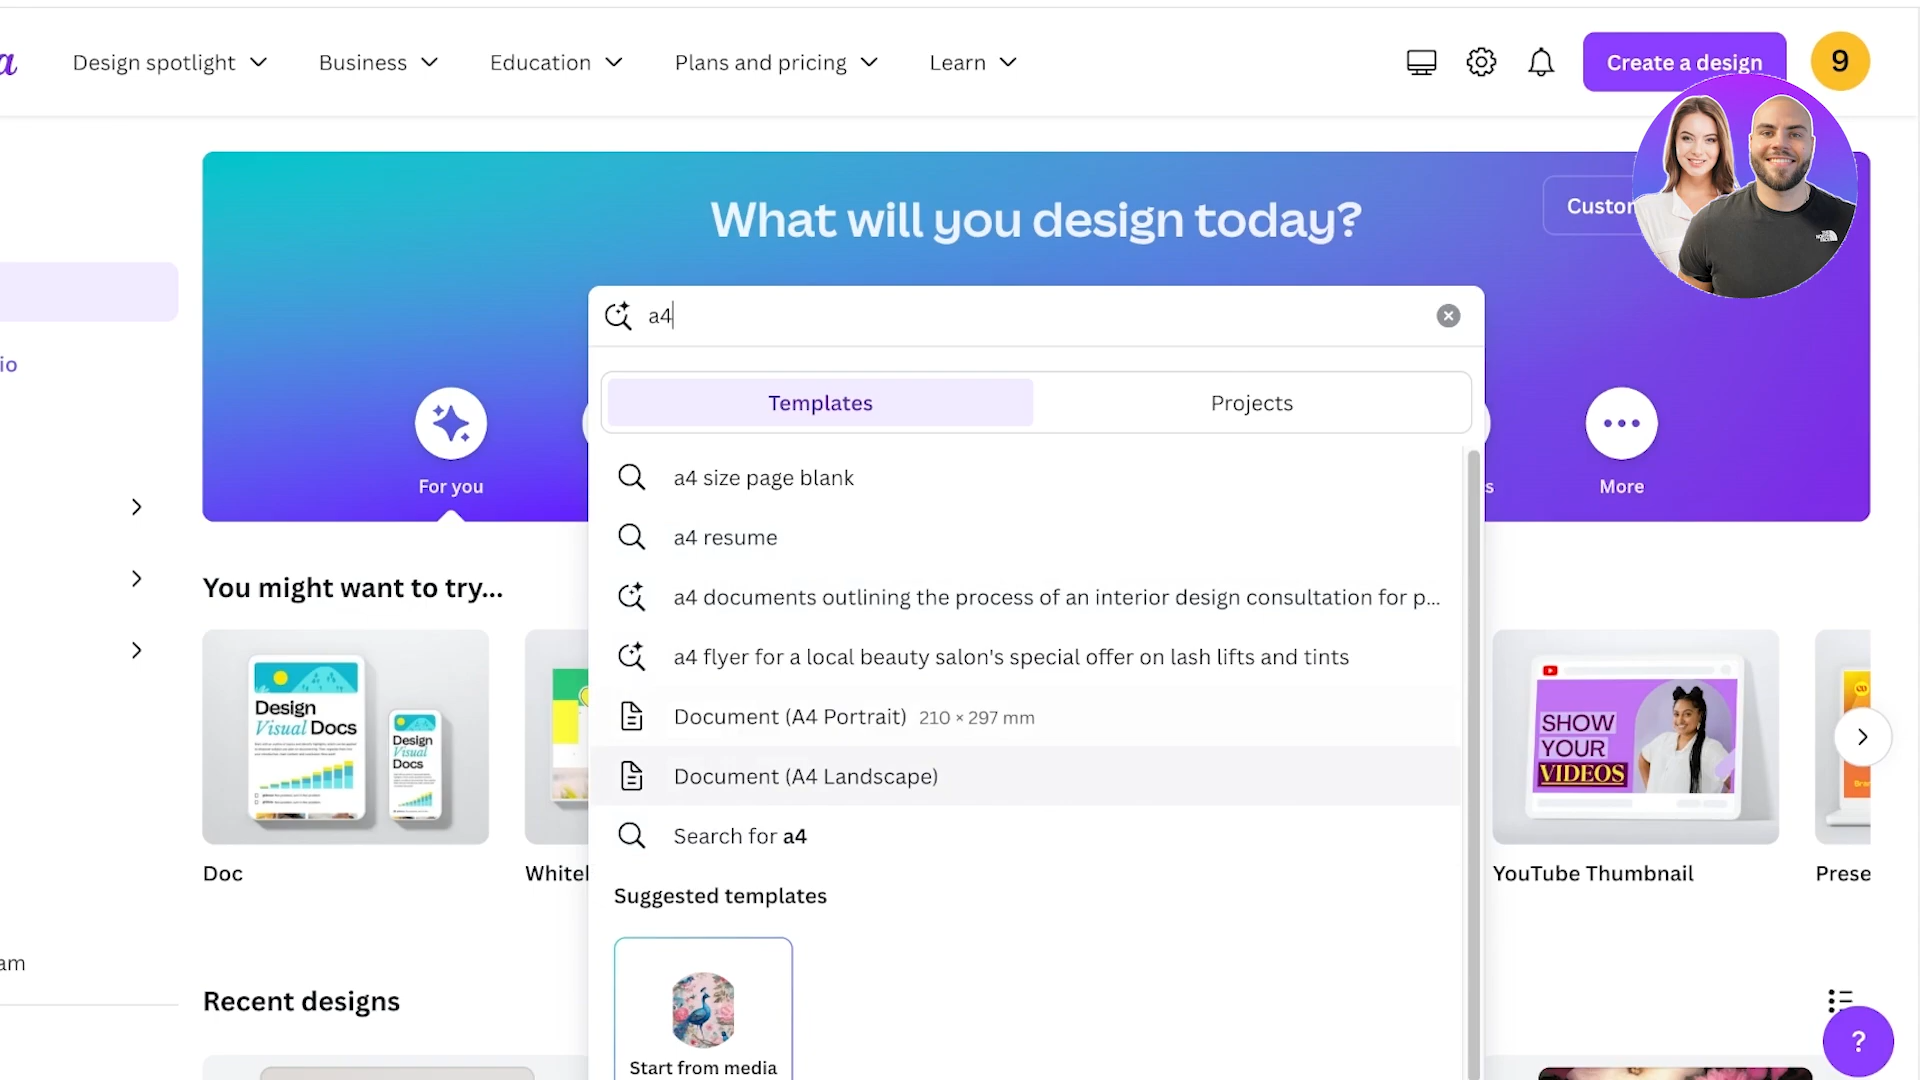 a
Design spotlight
Business
Education
Plans and pricing
Learn
Create a design
9
What will you design today?
Custom
a4
Templates
Projects
io
For you
a4 size page blank
a4 resume
a4 documents outlining the process of an interior design consultation for p...
a4 flyer for a local beauty salon's special offer on lash lifts and tints
Document (A4 Portrait) 210 × 297 mm
Document (A4 Landscape)
Search for a4
s
More
You might want to try...
Design
Visual Docs
Design
Visual
Docs
SHOW
YOUR
VIDEOS
Doc
Whitel
YouTube Thumbnail
Prese
Suggested templates
am
Recent designs
Start from media
?